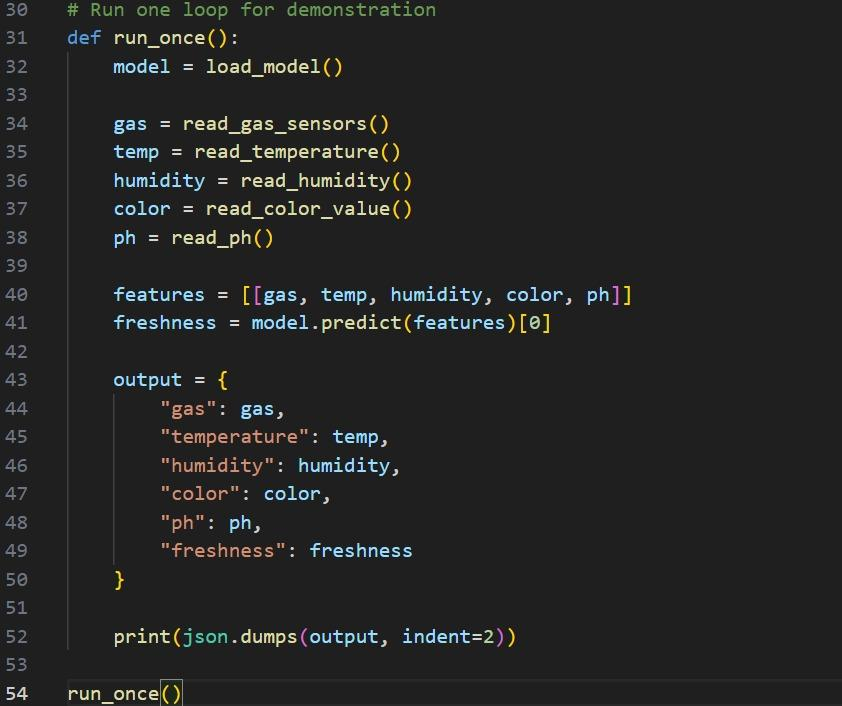 30 # Run one loop for demonstration
31 def run_once():
32     model = load_model()
33
34     gas = read_gas_sensors()
35     temp = read_temperature()
36     humidity = read_humidity()
37     color = read_color_value()
38     ph = read_ph()
39
40     features = [[gas, temp, humidity, color, ph]]
41     freshness = model.predict(features)[0]
42
43     output = {
44         "gas": gas,
45         "temperature": temp,
46         "humidity": humidity,
47         "color": color,
48         "ph": ph,
49         "freshness": freshness
50     }
51
52     print(json.dumps(output, indent=2))
53
54 run_once()